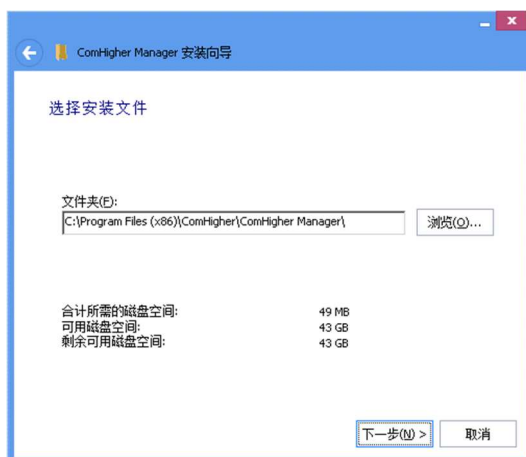 ComHigher Manager 安装向导
选择安装文件
文件夹(F):
C:\Program Files (x86)\ComHigher\ComHigher Manager\
浏览(O)...
合计所需的磁盘空间: 49 MB
可用磁盘空间: 43 GB
剩余可用磁盘空间: 43 GB
下一步(N) > 取消